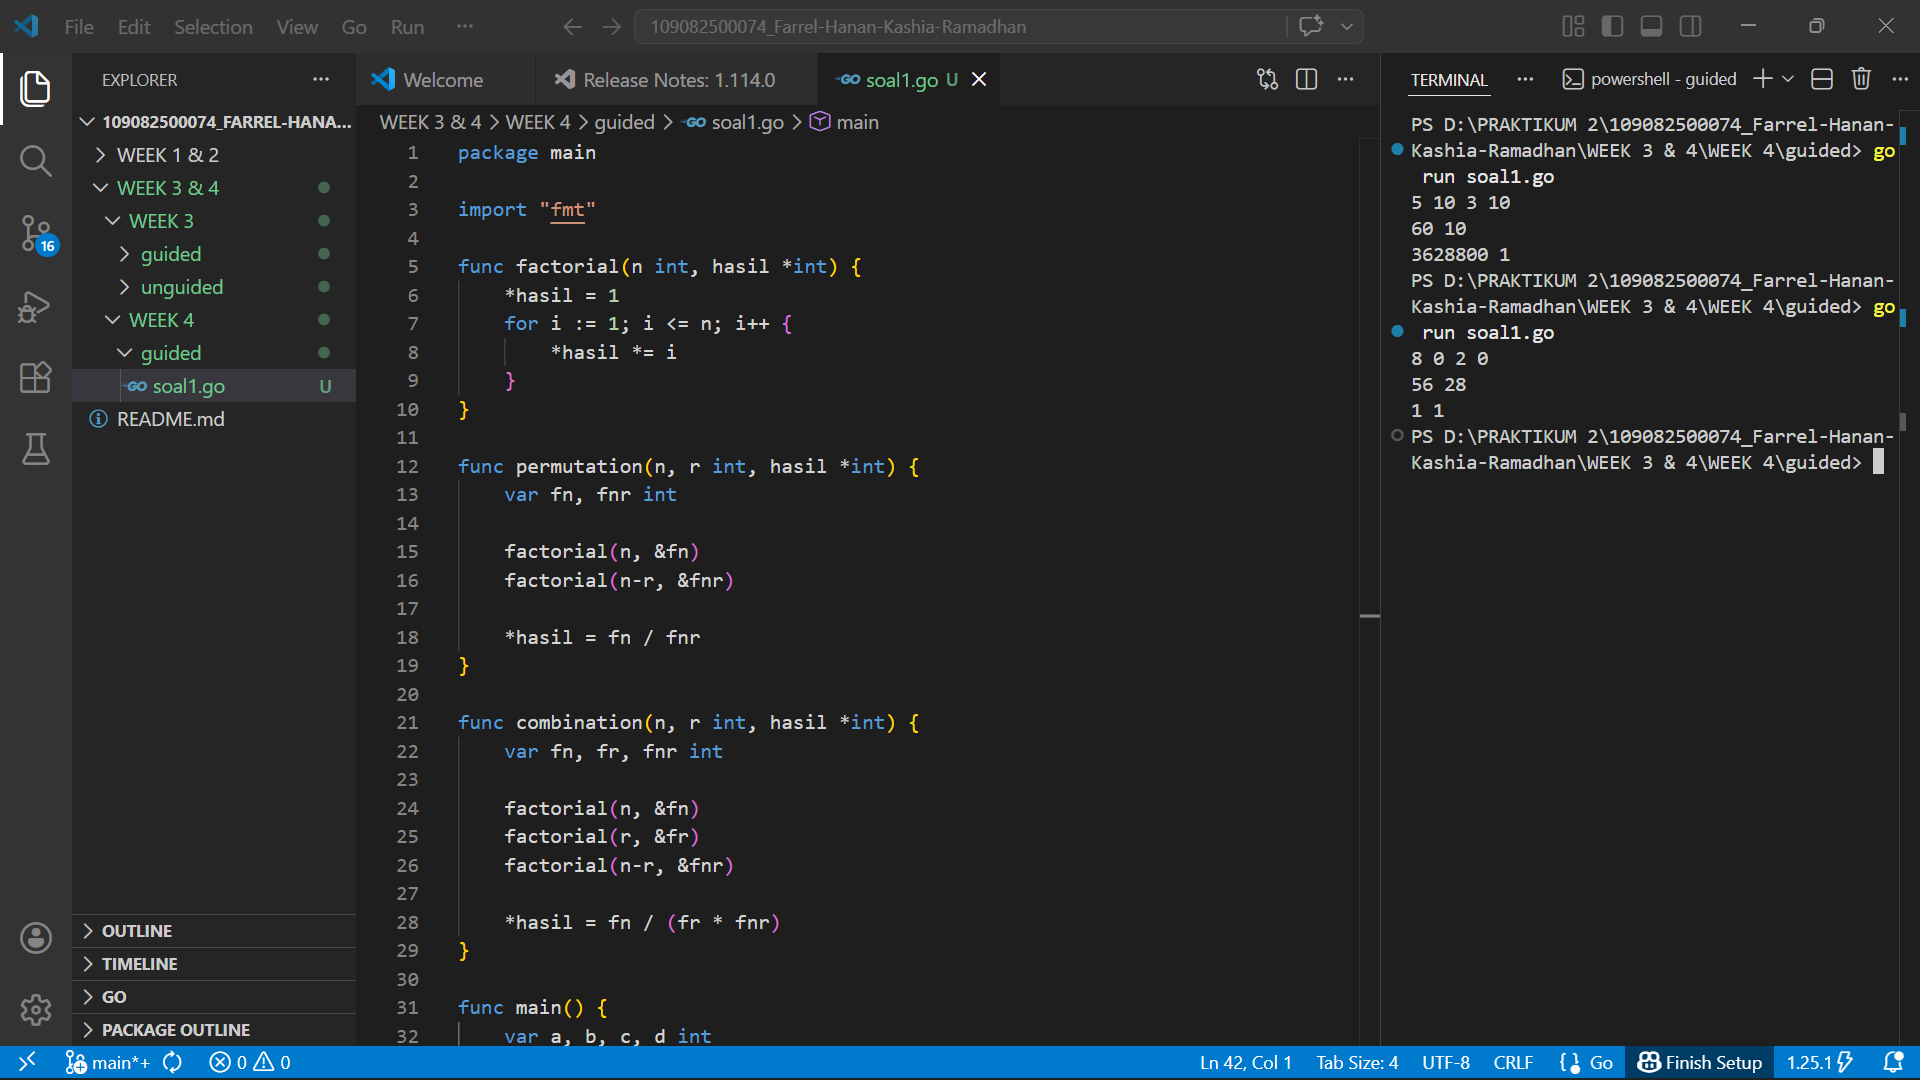 File Edit Selection View Go Run ···
109082500074_Farrel-Hanan-Kashia-Ramadhan
EXPLORER
109082500074_FARREL-HANA...
WEEK 1 & 2
WEEK 3 & 4
WEEK 3
guided
unguided
WEEK 4
guided
GO soal1.go U
README.md
16
OUTLINE
TIMELINE
GO
PACKAGE OUTLINE
Welcome
Release Notes: 1.114.0
GO soal1.go U
WEEK 3 & 4 > WEEK 4 > guided > GO soal1.go > main
1 package main
2
3 import "fmt"
4
5 func factorial(n int, hasil *int) {
6 *hasil = 1
7 for i := 1; i <= n; i++ {
8 *hasil *= i
9 }
10 }
11
12 func permutation(n, r int, hasil *int) {
13 var fn, fnr int
14
15 factorial(n, &fn)
16 factorial(n-r, &fnr)
17
18 *hasil = fn / fnr
19 }
20
21 func combination(n, r int, hasil *int) {
22 var fn, fr, fnr int
23
24 factorial(n, &fn)
25 factorial(r, &fr)
26 factorial(n-r, &fnr)
27
28 *hasil = fn / (fr * fnr)
29 }
30
31 func main() {
32 var a, b, c, d int
TERMINAL ··· powershell - guided
PS D:\PRAKTIKUM 2\109082500074_Farrel-Hanan-
Kashia-Ramadhan\WEEK 3 & 4\WEEK 4\guided> go
run soal1.go
5 10 3 10
60 10
3628800 1
PS D:\PRAKTIKUM 2\109082500074_Farrel-Hanan-
Kashia-Ramadhan\WEEK 3 & 4\WEEK 4\guided> go
run soal1.go
8 0 2 0
56 28
1 1
PS D:\PRAKTIKUM 2\109082500074_Farrel-Hanan-
Kashia-Ramadhan\WEEK 3 & 4\WEEK 4\guided>
main*+ 0 0 Ln 42, Col 1 Tab Size: 4 UTF-8 CRLF {} Go Finish Setup 1.25.1